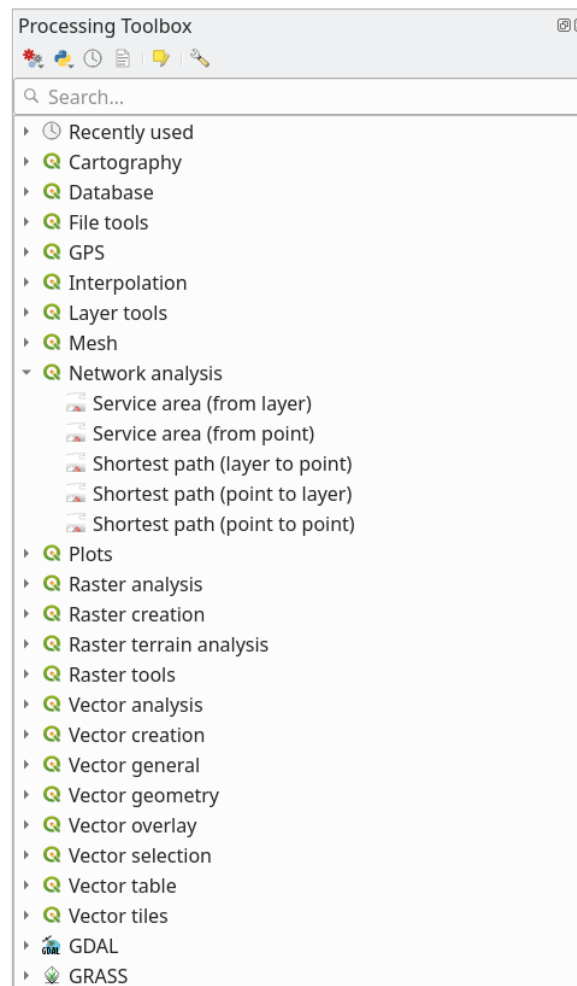 Processing Toolbox
Search...
Recently used
Cartography
Database
File tools
GPS
Interpolation
Layer tools
Mesh
Network analysis
Service area (from layer)
Service area (from point)
Shortest path (layer to point)
Shortest path (point to layer)
Shortest path (point to point)
Plots
Raster analysis
Raster creation
Raster terrain analysis
Raster tools
Vector analysis
Vector creation
Vector general
Vector geometry
Vector overlay
Vector selection
Vector table
Vector tiles
GDAL GDAL
GRASS